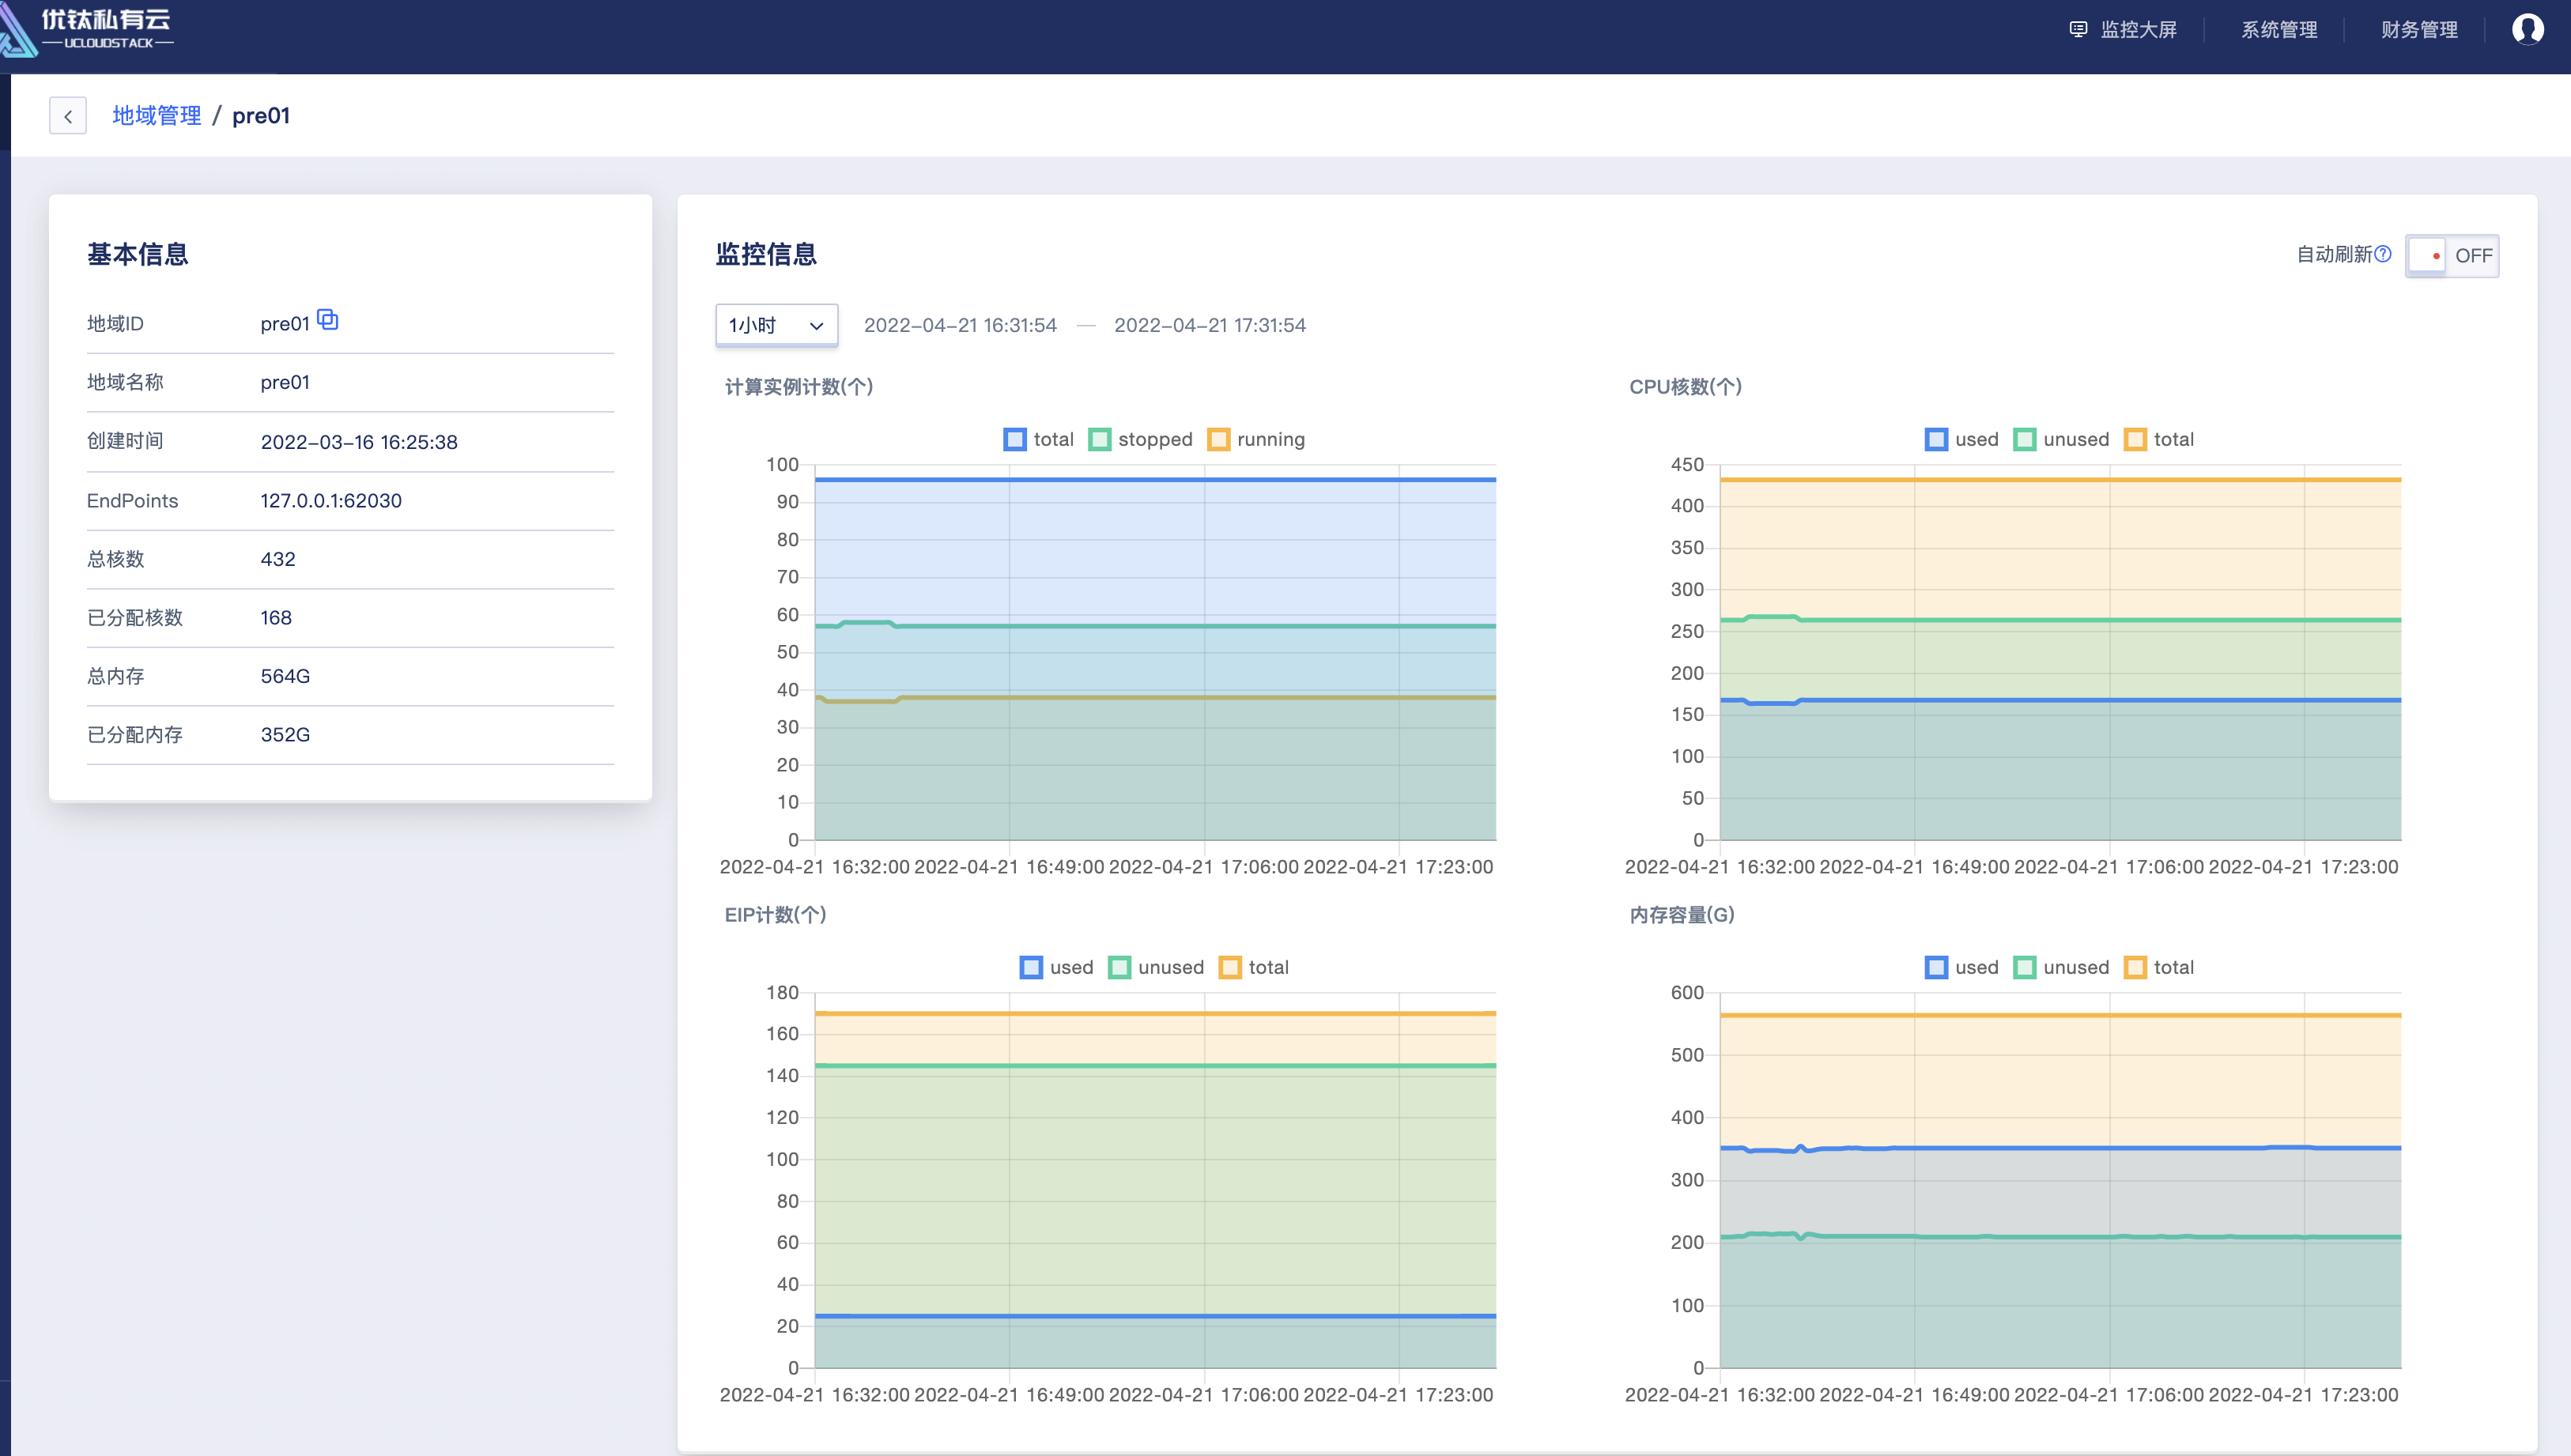 优钛私有云
UCLOUDSTACK
监控大屏 系统管理 财务管理
地域管理 / pre01
基本信息
地域ID pre01
地域名称 pre01
创建时间 2022-03-16 16:25:38
EndPoints 127.0.0.1:62030
总核数 432
已分配核数 168
总内存 564G
已分配内存 352G
监控信息
自动刷新 OFF
1小时 2022-04-21 16:31:54 — 2022-04-21 17:31:54
计算实例计数(个)
total stopped running
100
90
80
70
60
50
40
30
20
10
0
2022-04-21 16:32:00 2022-04-21 16:49:00 2022-04-21 17:06:00 2022-04-21 17:23:00
CPU核数(个)
used unused total
450
400
350
300
250
200
150
100
50
0
2022-04-21 16:32:00 2022-04-21 16:49:00 2022-04-21 17:06:00 2022-04-21 17:23:00
EIP计数(个)
used unused total
180
160
140
120
100
80
60
40
20
0
2022-04-21 16:32:00 2022-04-21 16:49:00 2022-04-21 17:06:00 2022-04-21 17:23:00
内存容量(G)
used unused total
600
500
400
300
200
100
0
2022-04-21 16:32:00 2022-04-21 16:49:00 2022-04-21 17:06:00 2022-04-21 17:23:00